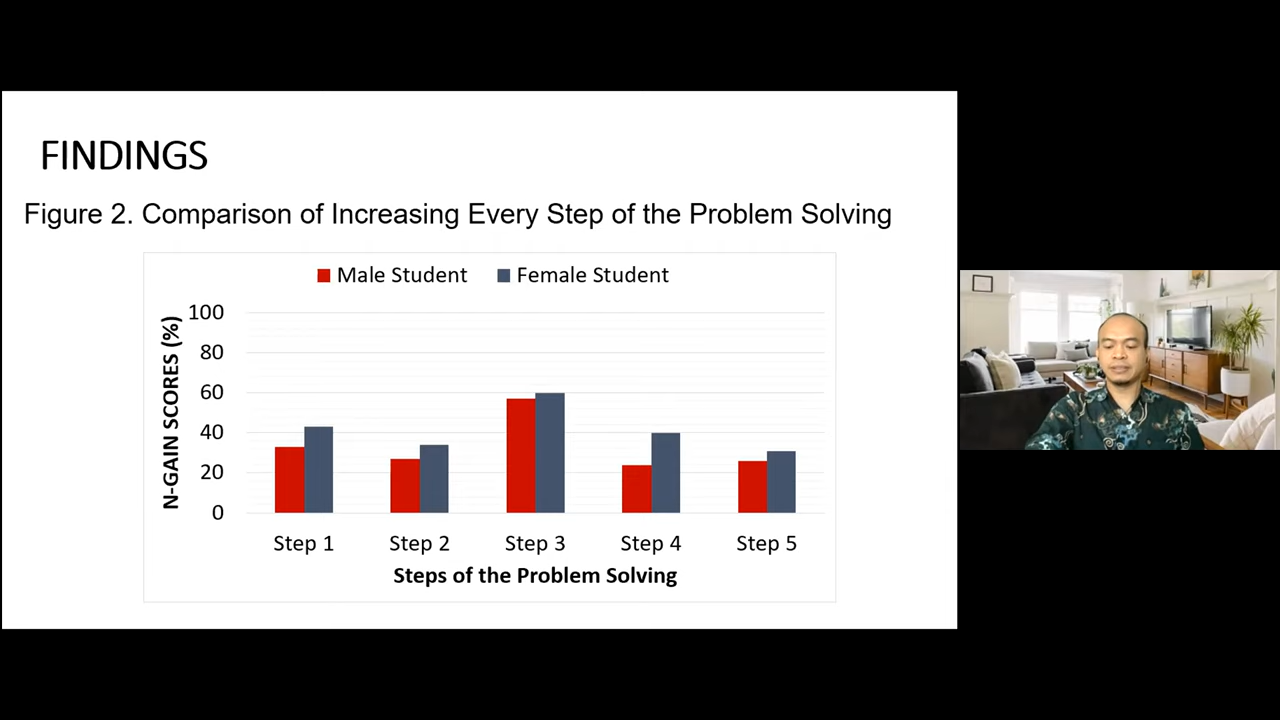 FINDINGS
Figure 2. Comparison of Increasing Every Step of the Problem Solving
Male Student
Female Student
N-GAIN SCORES (%)
100
80
60
40
20
0
Step 1
Step 2
Step 3
Step 4
Step 5
Steps of the Problem Solving